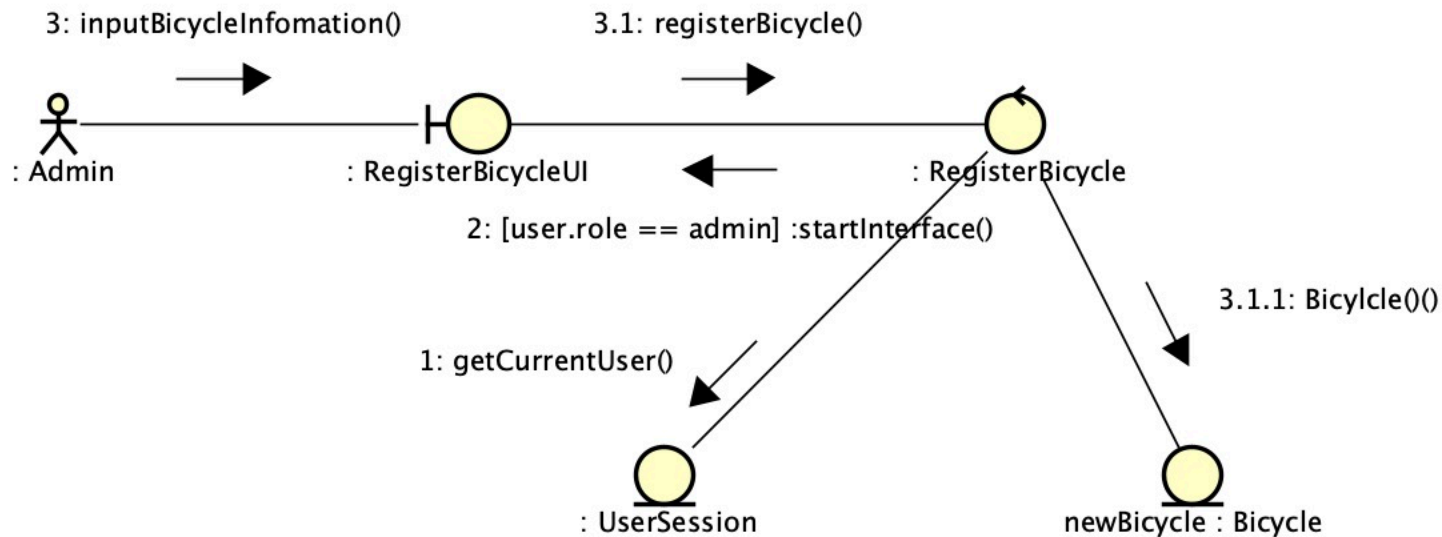 3: inputBicycleInfomation()
3.1: registerBicycle()
: Admin
: RegisterBicycleUI
: RegisterBicycle
2: [user.role == admin] :startInterface()
3.1.1: Bicylcle()()
1: getCurrentUser()
: UserSession
newBicycle : Bicycle